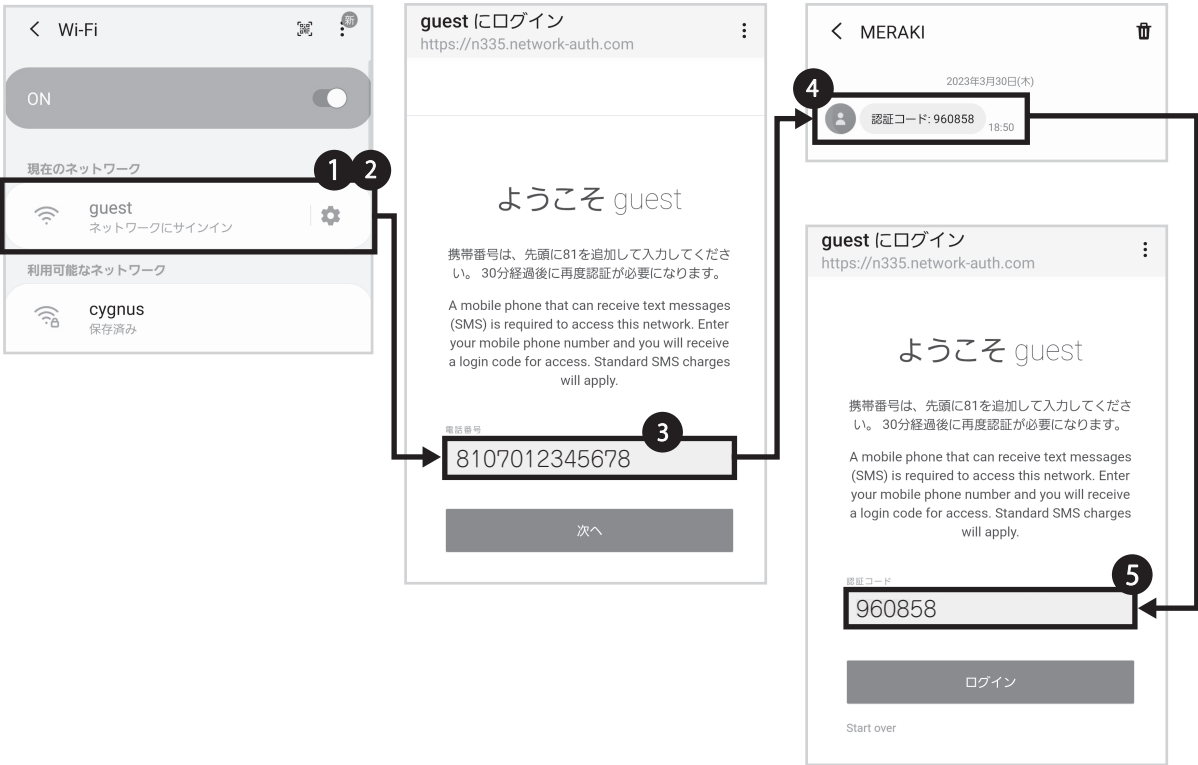 Wi-Fi
新
ON
現在のネットワーク
1 2
guest
ネットワークにサインイン
利用可能なネットワーク
cygnus
保存済み
guest にログイン
https://n335.network-auth.com
ようこそ guest
携帯番号は、先頭に81を追加して入力してくださ
い。 30分経過後に再度認証が必要になります。
A mobile phone that can receive text messages
(SMS) is required to access this network. Enter
your mobile phone number and you will receive
a login code for access. Standard SMS charges
will apply.
電話番号
3
8107012345678
次へ
MERAKI
2023年3月30日(木)
4
認証コード: 960858
18:50
guest にログイン
https://n335.network-auth.com
ようこそ guest
携帯番号は、先頭に81を追加して入力してくださ
い。 30分経過後に再度認証が必要になります。
A mobile phone that can receive text messages
(SMS) is required to access this network. Enter
your mobile phone number and you will receive
a login code for access. Standard SMS charges
will apply.
認証コード
5
960858
ログイン
Start over